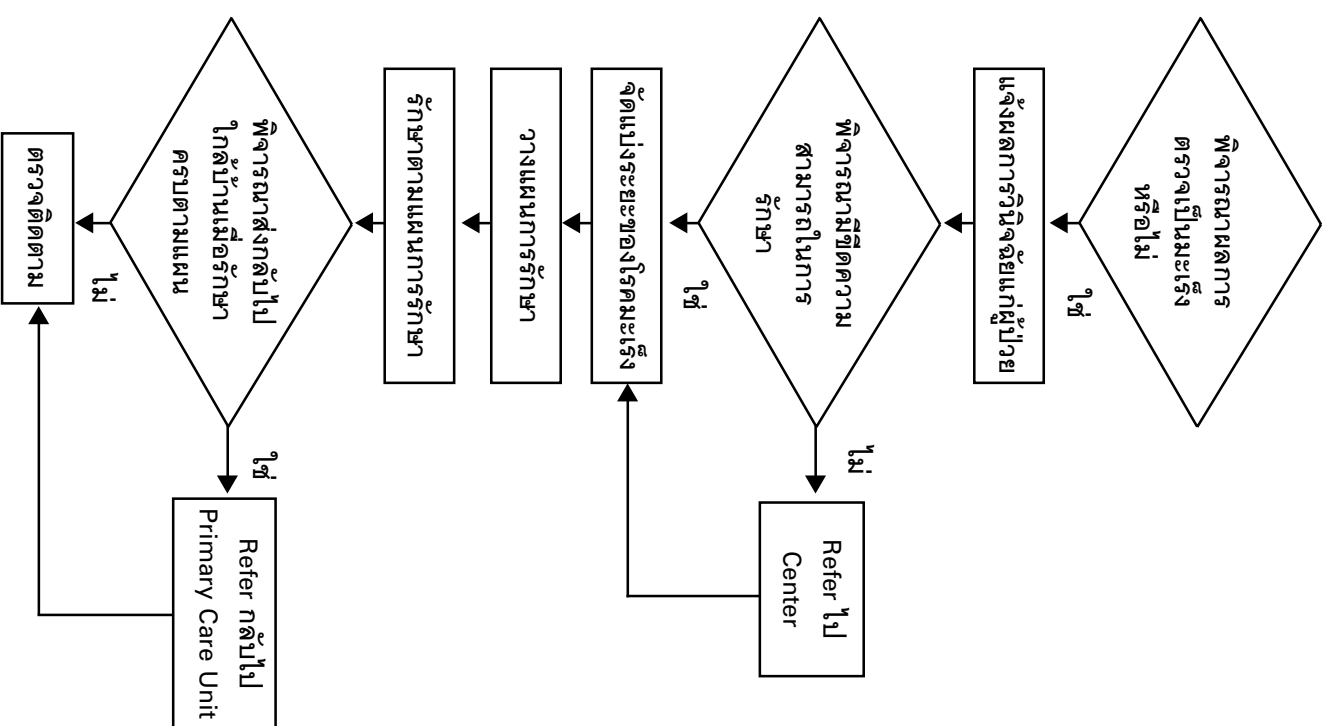 พิจารณาผลการ
ตรวจเป็นมะเร็ง
หรือไม่
ใช่
แจ้งผลการวินิจฉัยแก่ผู้ป่วย
พิจารณามีขีดความ
สามารถในการ
รักษา
ไม่
Refer ไป
Center
ใช่
จัดแบ่งระยะของโรคมะเร็ง
วางแผนการรักษา
รักษาตามแผนการรักษา
พิจารณาส่งกลับไป
ใกล้บ้านเมื่อรักษา
ครบตามแผน
ใช่
Refer กลับไป
Primary Care Unit
ไม่
ตรวจติดตาม